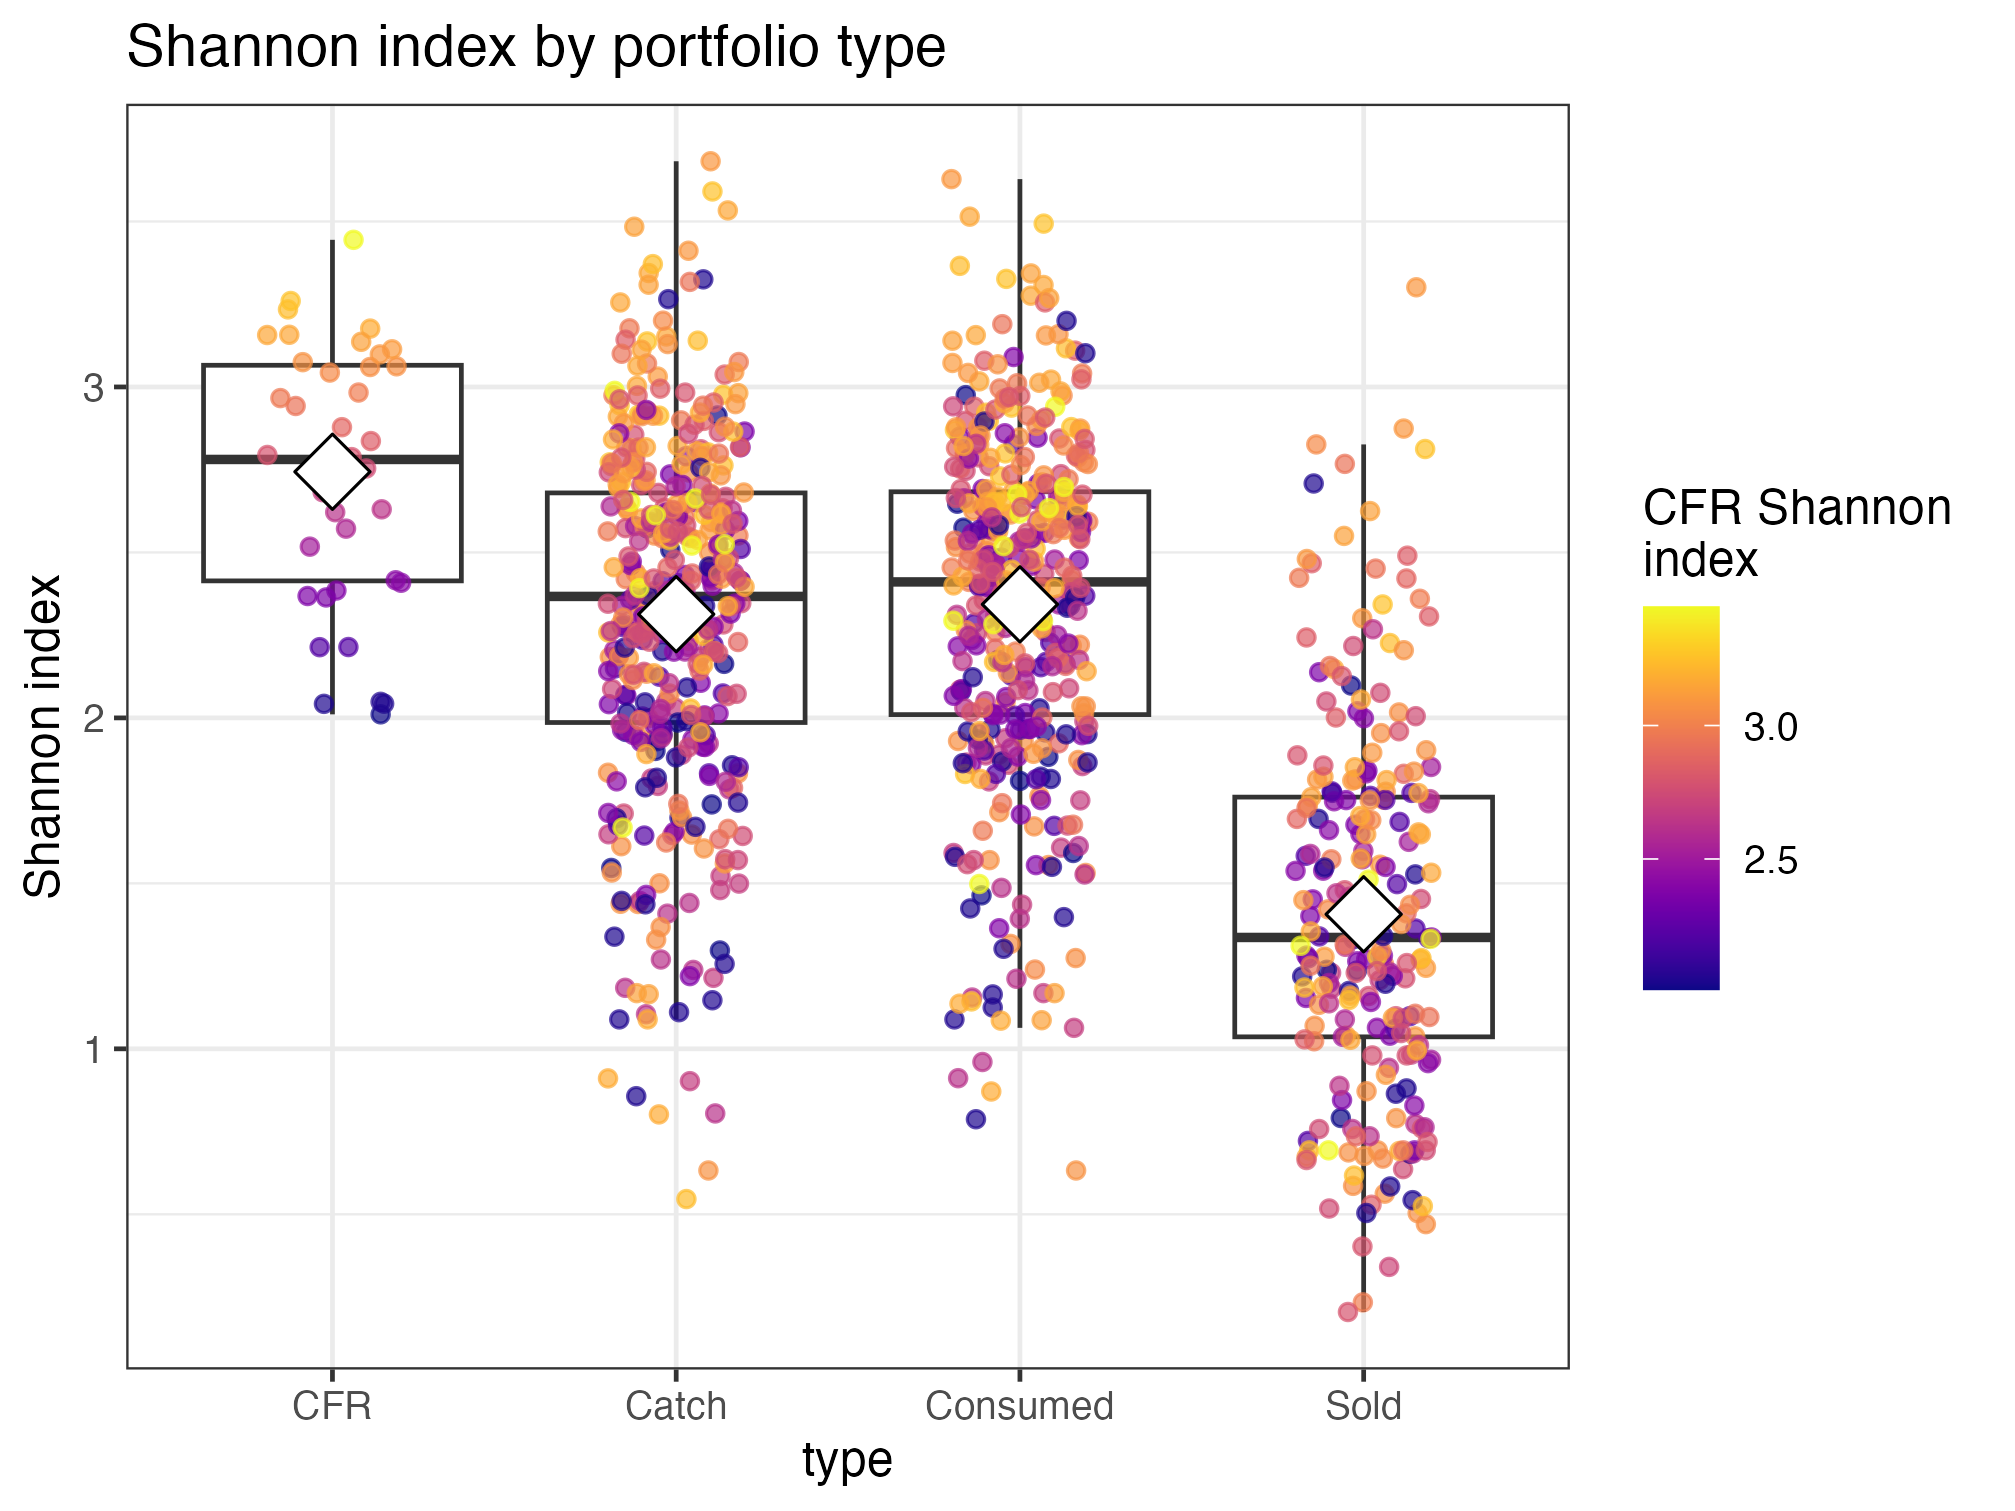 Shannon index by portfolio type
Shannon index
3
2
1
CFR
Catch
Consumed
Sold
type
CFR Shannon
index
3.0
2.5